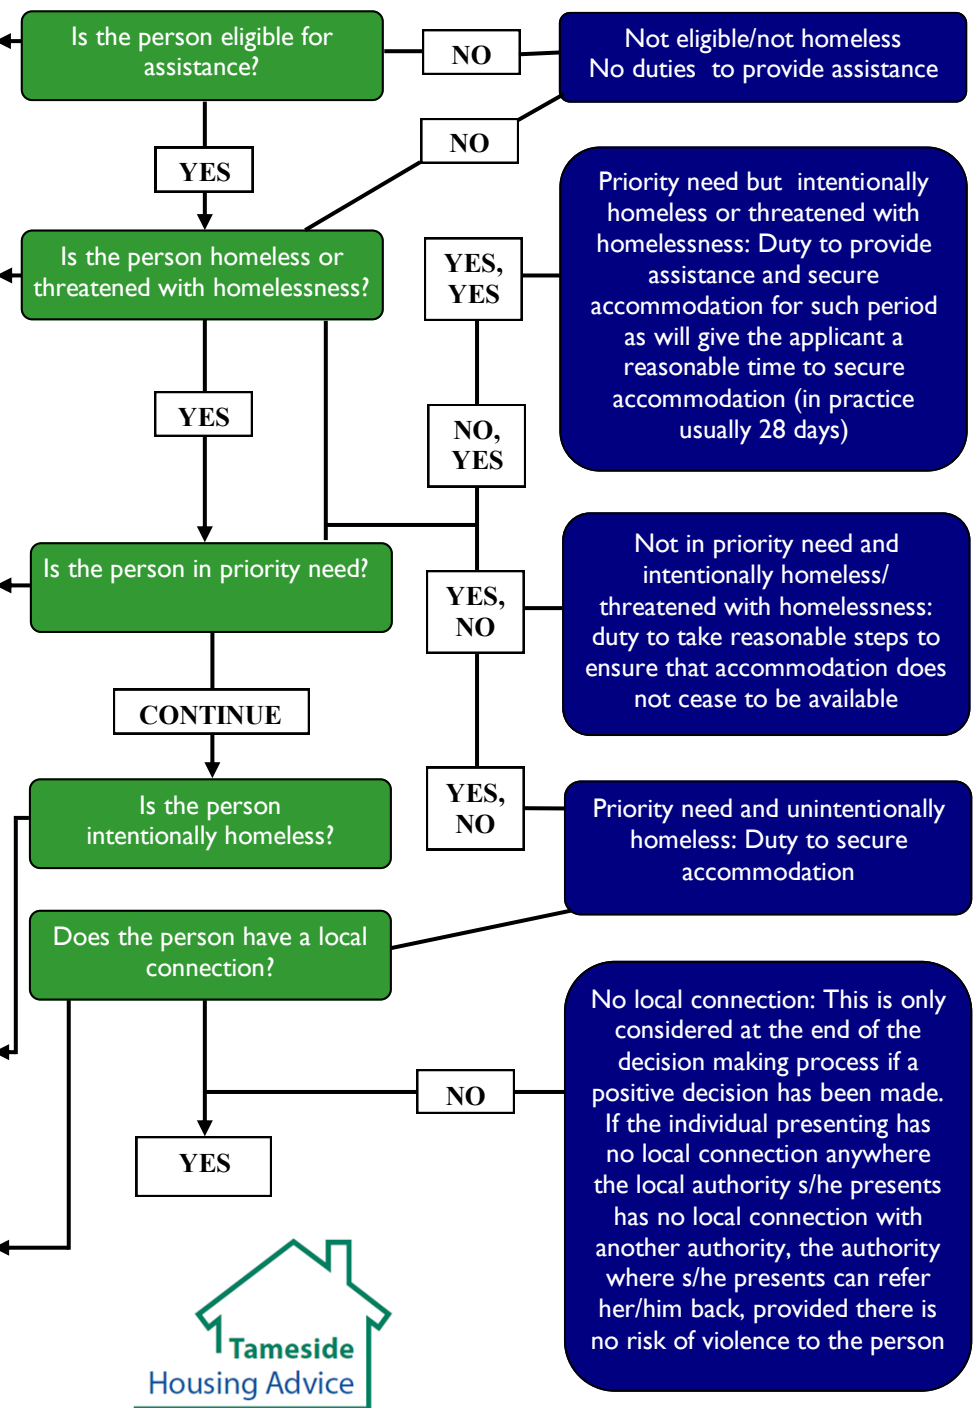 Is the person eligible for
assistance?
NO
Not eligible/not homeless
No duties to provide assistance
NO
YES
Priority need but intentionally
homeless or threatened with
homelessness: Duty to provide
assistance and secure
accommodation for such period
as will give the applicant a
reasonable time to secure
accommodation (in practice
usually 28 days)
Is the person homeless or
threatened with homelessness?
YES,
YES
YES
NO,
YES
Is the person in priority need?
YES,
NO
Not in priority need and
intentionally homeless/
threatened with homelessness:
duty to take reasonable steps to
ensure that accommodation does
not cease to be available
CONTINUE
Is the person
intentionally homeless?
YES,
NO
Priority need and unintentionally
homeless: Duty to secure
accommodation
Does the person have a local
connection?
NO
No local connection: This is only
considered at the end of the
decision making process if a
positive decision has been made.
If the individual presenting has
no local connection anywhere
the local authority s/he presents
has no local connection with
another authority, the authority
where s/he presents can refer
her/him back, provided there is
no risk of violence to the person
YES
Tameside
Housing Advice